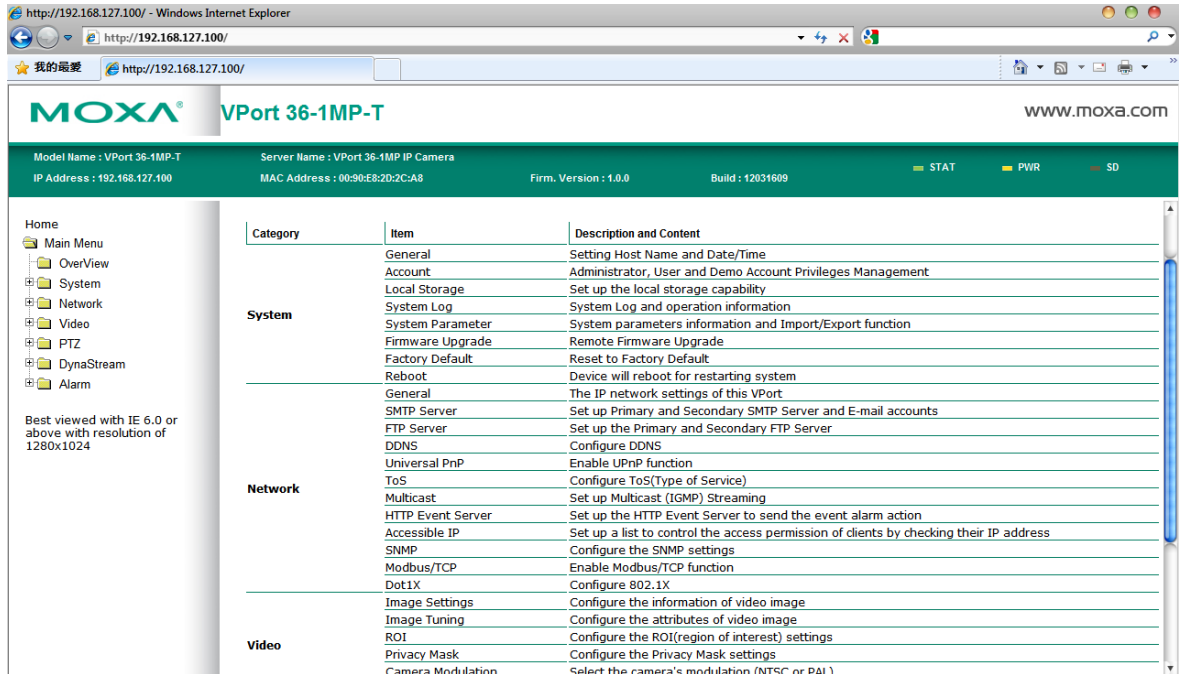 http://192.168.127.100/ - Windows Internet Explorer
http://192.168.127.100/
我的最愛 http://192.168.127.100/
MOXA® VPort 36-1MP-T www.moxa.com
Model Name : VPort 36-1MP-T Server Name : VPort 36-1MP IP Camera STAT PWR SD
IP Address : 192.168.127.100 MAC Address : 00:90:E8:2D:2C:A8 Firm. Version : 1.0.0 Build : 12031609
Home
Main Menu
OverView
System
Network
Video
PTZ
DynaStream
Alarm
Best viewed with IE 6.0 or
above with resolution of
1280x1024
Category Item Description and Content
System
General Setting Host Name and Date/Time
Account Administrator, User and Demo Account Privileges Management
Local Storage Set up the local storage capability
System Log System Log and operation information
System Parameter System parameters information and Import/Export function
Firmware Upgrade Remote Firmware Upgrade
Factory Default Reset to Factory Default
Reboot Device will reboot for restarting system
Network
General The IP network settings of this VPort
SMTP Server Set up Primary and Secondary SMTP Server and E-mail accounts
FTP Server Set up the Primary and Secondary FTP Server
DDNS Configure DDNS
Universal PnP Enable UPnP function
ToS Configure ToS(Type of Service)
Multicast Set up Multicast (IGMP) Streaming
HTTP Event Server Set up the HTTP Event Server to send the event alarm action
Accessible IP Set up a list to control the access permission of clients by checking their IP address
SNMP Configure the SNMP settings
Modbus/TCP Enable Modbus/TCP function
Dot1X Configure 802.1X
Video
Image Settings Configure the information of video image
Image Tuning Configure the attributes of video image
ROI Configure the ROI(region of interest) settings
Privacy Mask Configure the Privacy Mask settings
Camera Modulation Select the camera's modulation (NTSC or PAL)